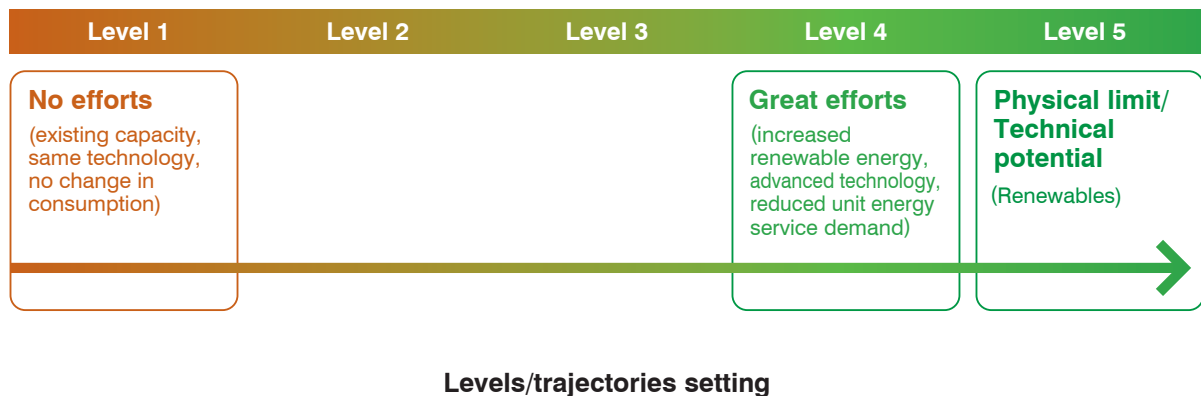 Level 1
Level 2
Level 3
Level 4
Level 5
No efforts
(existing capacity,
same technology,
no change in
consumption)
Great efforts
(increased
renewable energy,
advanced technology,
reduced unit energy
service demand)
Physical limit/
Technical
potential
(Renewables)
Levels/trajectories setting